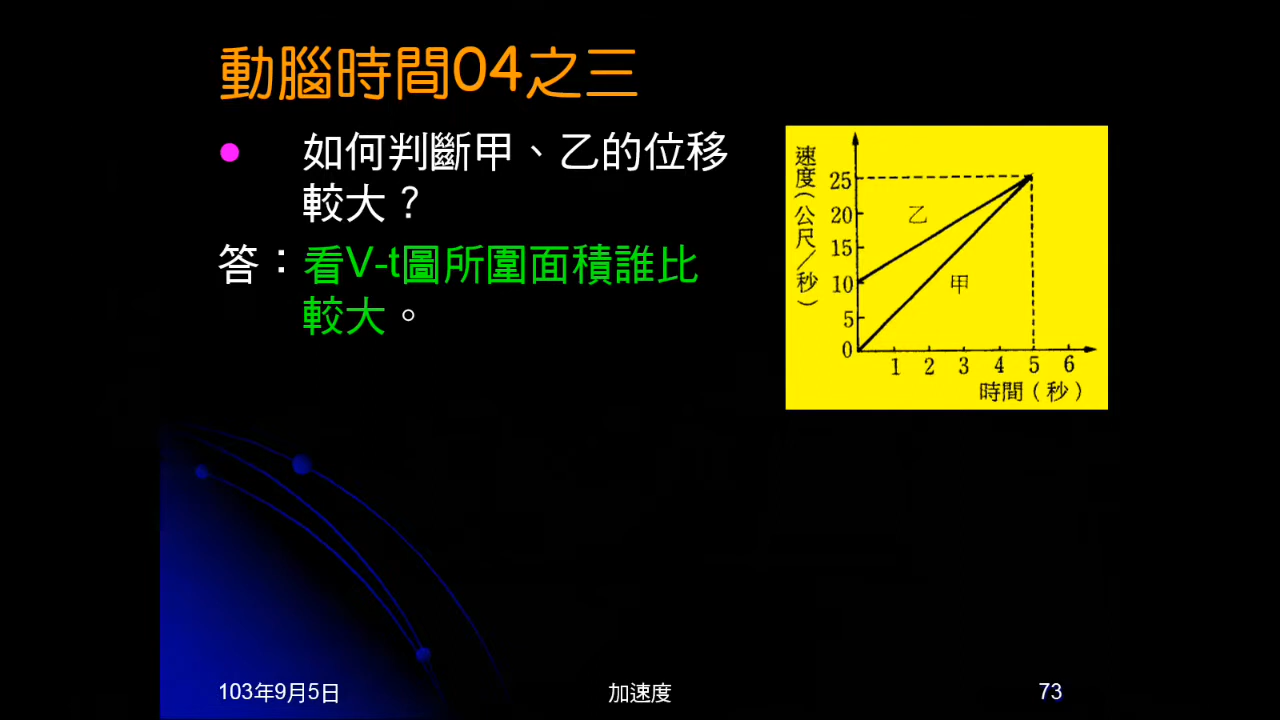 動腦時間04之三
如何判斷甲、乙的位移
較大？
答：看V-t圖所圍面積誰比
較大。
速度(公尺/秒)
25
20
15
10
5
0
乙
甲
1 2 3 4 5 6
時間(秒)
103年9月5日
加速度
73